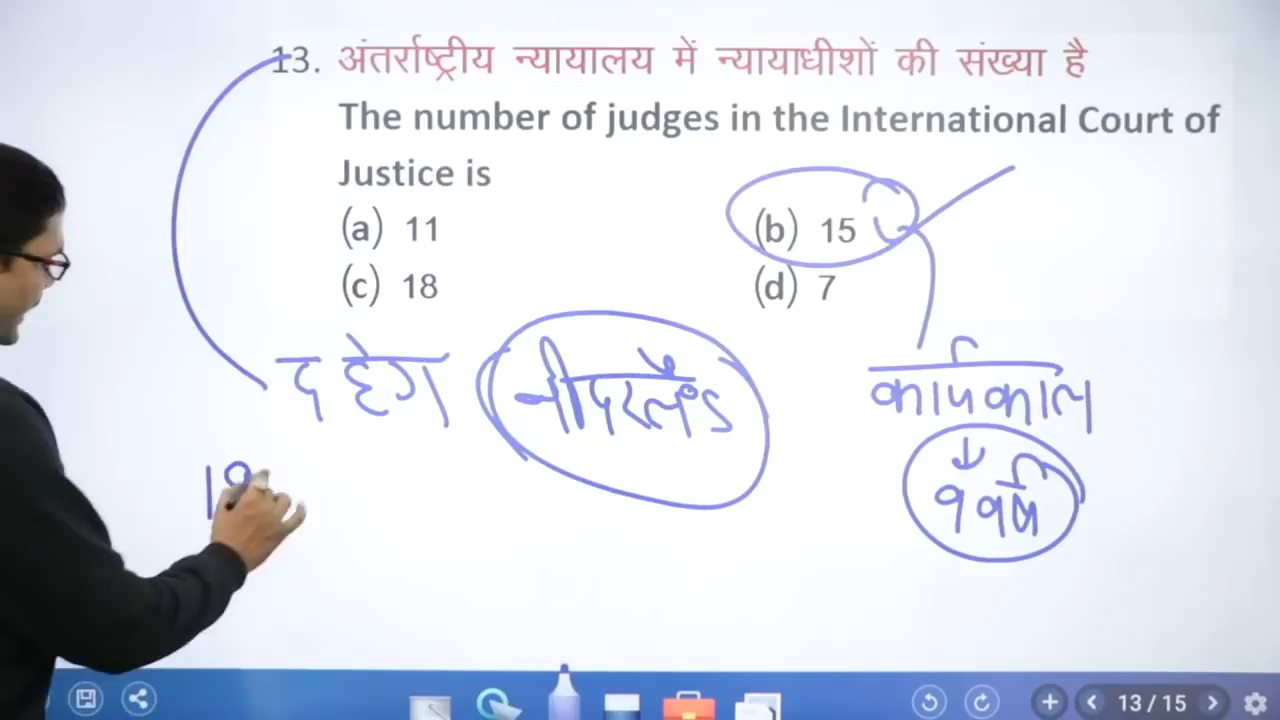 13. अंतर्राष्ट्रीय न्यायालय में न्यायाधीशों की संख्या है
The number of judges in the International Court of
Justice is
(a) 11
(b) 15
(c) 18
(d) 7
द हेग
नीदरलैंड
कार्यकाल
9 वर्ष
13 / 15